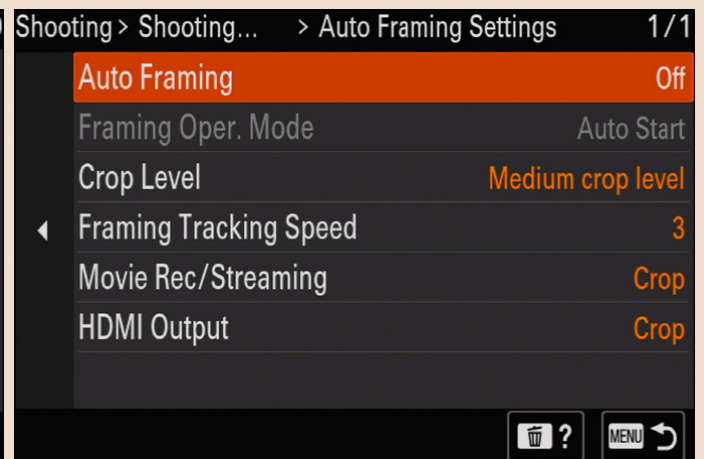 Shooting > Shooting... > Auto Framing Settings 1/1
Auto Framing Off
Framing Oper. Mode Auto Start
Crop Level Medium crop level
Framing Tracking Speed 3
Movie Rec/Streaming Crop
HDMI Output Crop
? MENU